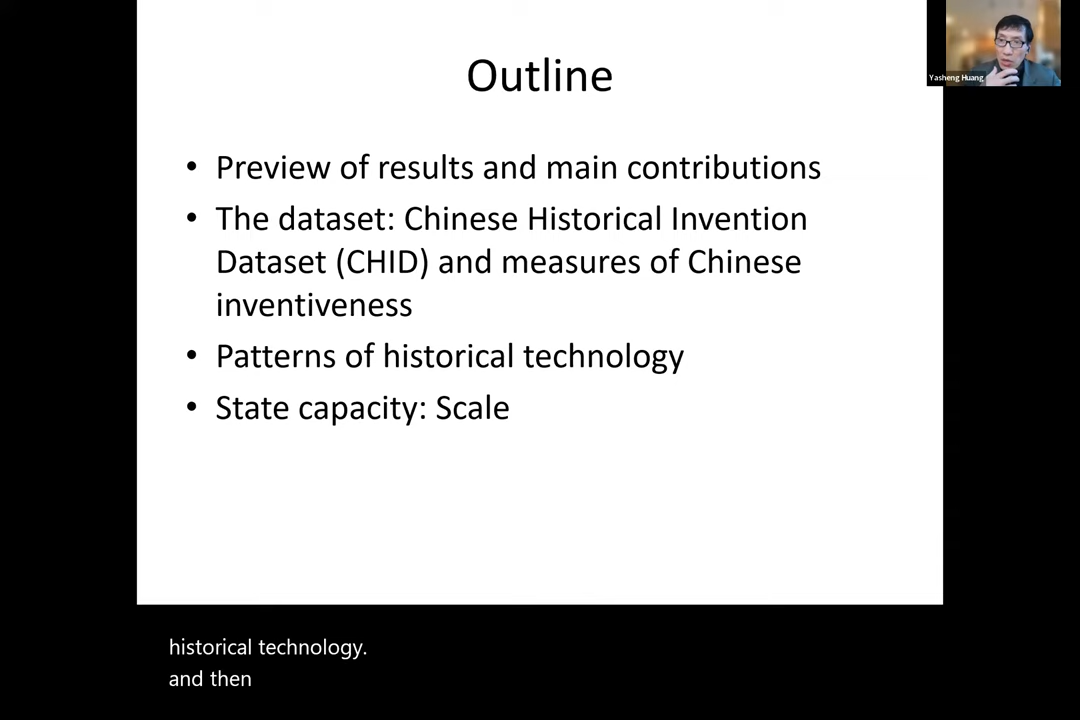 Outline
Yasheng Huang
• Preview of results and main contributions
• The dataset: Chinese Historical Invention
Dataset (CHID) and measures of Chinese
inventiveness
• Patterns of historical technology
• State capacity: Scale
historical technology.
and then